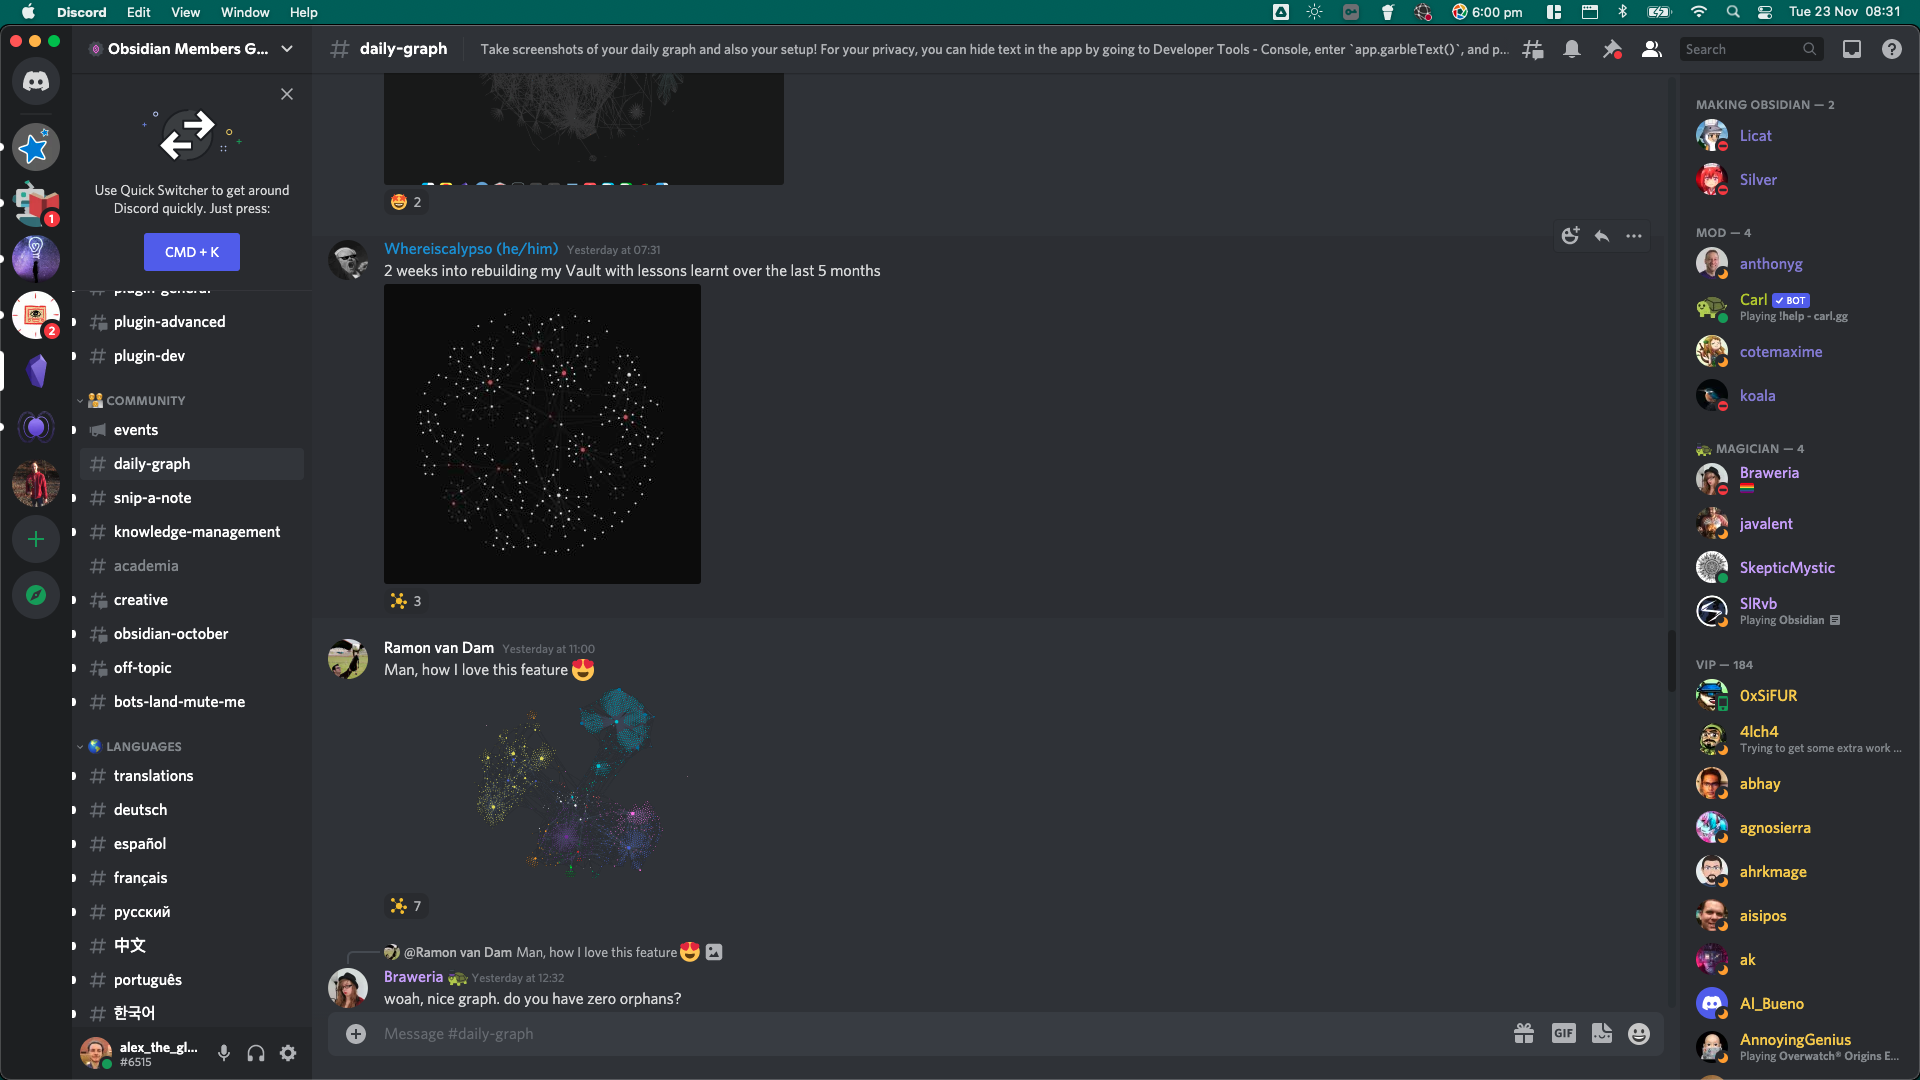 Discord Edit View Window Help
6:00 pm
Tue 23 Nov 08:31
Obsidian Members G...
daily-graph
Take screenshots of your daily graph and also your setup! For your privacy, you can hide text in the app by going to Developer Tools - Console, enter `app.garbleText()`, and p...
Search
Use Quick Switcher to get around
Discord quickly. Just press:
CMD + K
1
2
plugin-general
plugin-advanced
plugin-dev
COMMUNITY
events
daily-graph
snip-a-note
knowledge-management
academia
creative
obsidian-october
off-topic
bots-land-mute-me
LANGUAGES
translations
deutsch
español
français
русский
中文
português
한국어
alex_the_gl...
#6515
2
Whereiscalypso (he/him) Yesterday at 07:31
2 weeks into rebuilding my Vault with lessons learnt over the last 5 months
3
Ramon van Dam Yesterday at 11:00
Man, how I love this feature
7
@Ramon van Dam Man, how I love this feature
Braweria Yesterday at 12:32
woah, nice graph. do you have zero orphans?
Message #daily-graph
GIF
MAKING OBSIDIAN — 2
Licat
Silver
MOD — 4
anthonyg
Carl ✓ BOT
Playing !help - carl.gg
cotemaxime
koala
MAGICIAN — 4
Braweria
javalent
SkepticMystic
SlRvb
Playing Obsidian
VIP — 184
0xSiFUR
4lch4
Trying to get some extra work ...
abhay
agnosierra
ahrkmage
aisipos
ak
Al_Bueno
AnnoyingGenius
Playing Overwatch® Origins E...